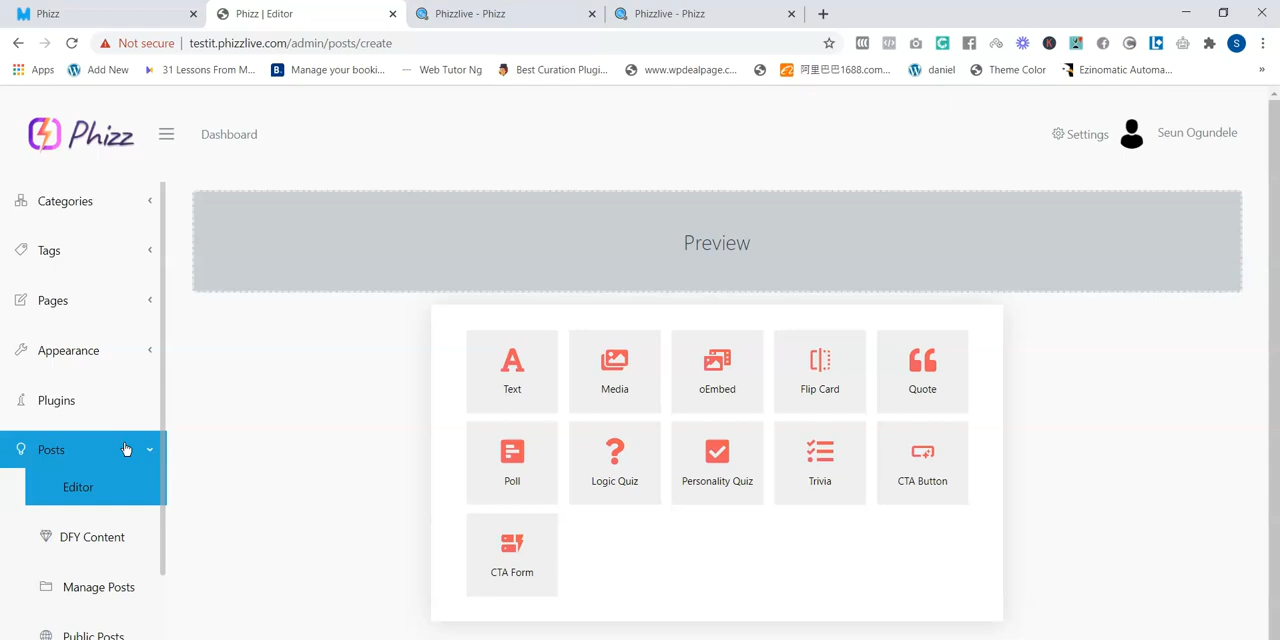 Phizz
Phizz | Editor
Phizzlive - Phizz
Phizzlive - Phizz
Not secure | testit.phizzlive.com/admin/posts/create
S
Apps
Add New
31 Lessons From M...
Manage your booki...
Web Tutor Ng
Best Curation Plugi...
www.wpdealpage.c...
阿里巴巴1688.com...
daniel
Theme Color
Ezinomatic Automa...
»
Phizz
Dashboard
Settings
Seun Ogundele
Categories
Tags
Pages
Appearance
Plugins
Posts
Editor
DFY Content
Manage Posts
Public Posts
Preview
Text
Media
oEmbed
Flip Card
Quote
Poll
Logic Quiz
Personality Quiz
Trivia
CTA Button
CTA Form